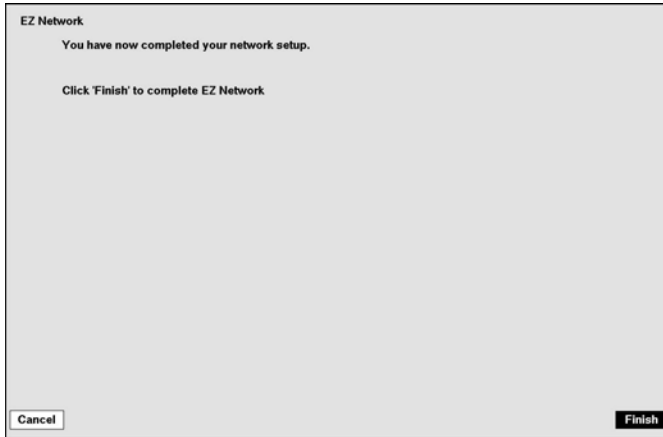 EZ Network
You have now completed your network setup.
Click 'Finish' to complete EZ Network
Cancel
Finish